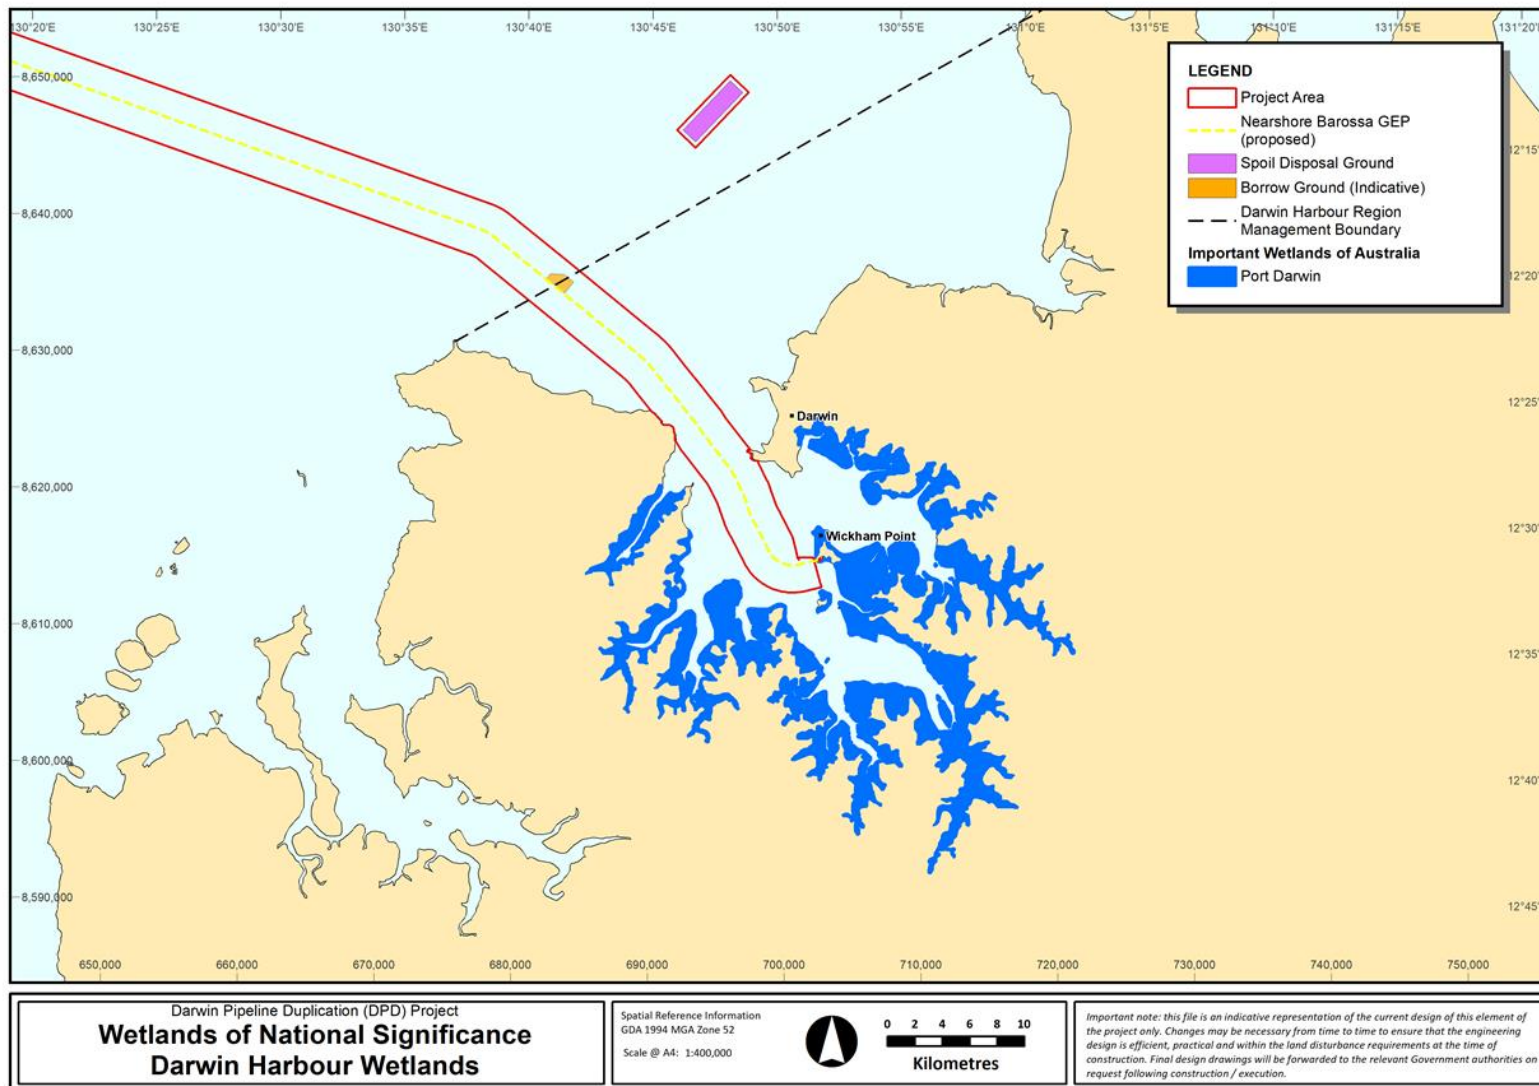 130°20'E
130°25'E
130°30'E
130°35'E
130°40'E
130°45'E
130°50'E
130°55'E
131°0'E
131°5'E
131°10'E
131°15'E
131°20'E
LEGEND
Project Area
Nearshore Barossa GEP
(proposed)
Spoil Disposal Ground
Borrow Ground (Indicative)
Darwin Harbour Region
Management Boundary
Important Wetlands of Australia
Port Darwin
8,650,000
8,640,000
8,630,000
8,620,000
8,610,000
8,600,000
8,590,000
12°15'
12°20'
12°25'
12°30'
12°35'
12°40'
12°45'
Darwin
Wickham Point
650,000
660,000
670,000
680,000
690,000
700,000
710,000
720,000
730,000
740,000
750,000
Darwin Pipeline Duplication (DPD) Project
Wetlands of National Significance
Darwin Harbour Wetlands
Spatial Reference Information
GDA 1994 MGA Zone 52
Scale @ A4: 1:400,000
0 2 4 6 8 10
Kilometres
Important note: this file is an indicative representation of the current design of this element of
the project only. Changes may be necessary from time to time to ensure that the engineering
design is efficient, practical and within the land disturbance requirements at the time of
construction. Final design drawings will be forwarded to the relevant Government authorities on
request following construction / execution.